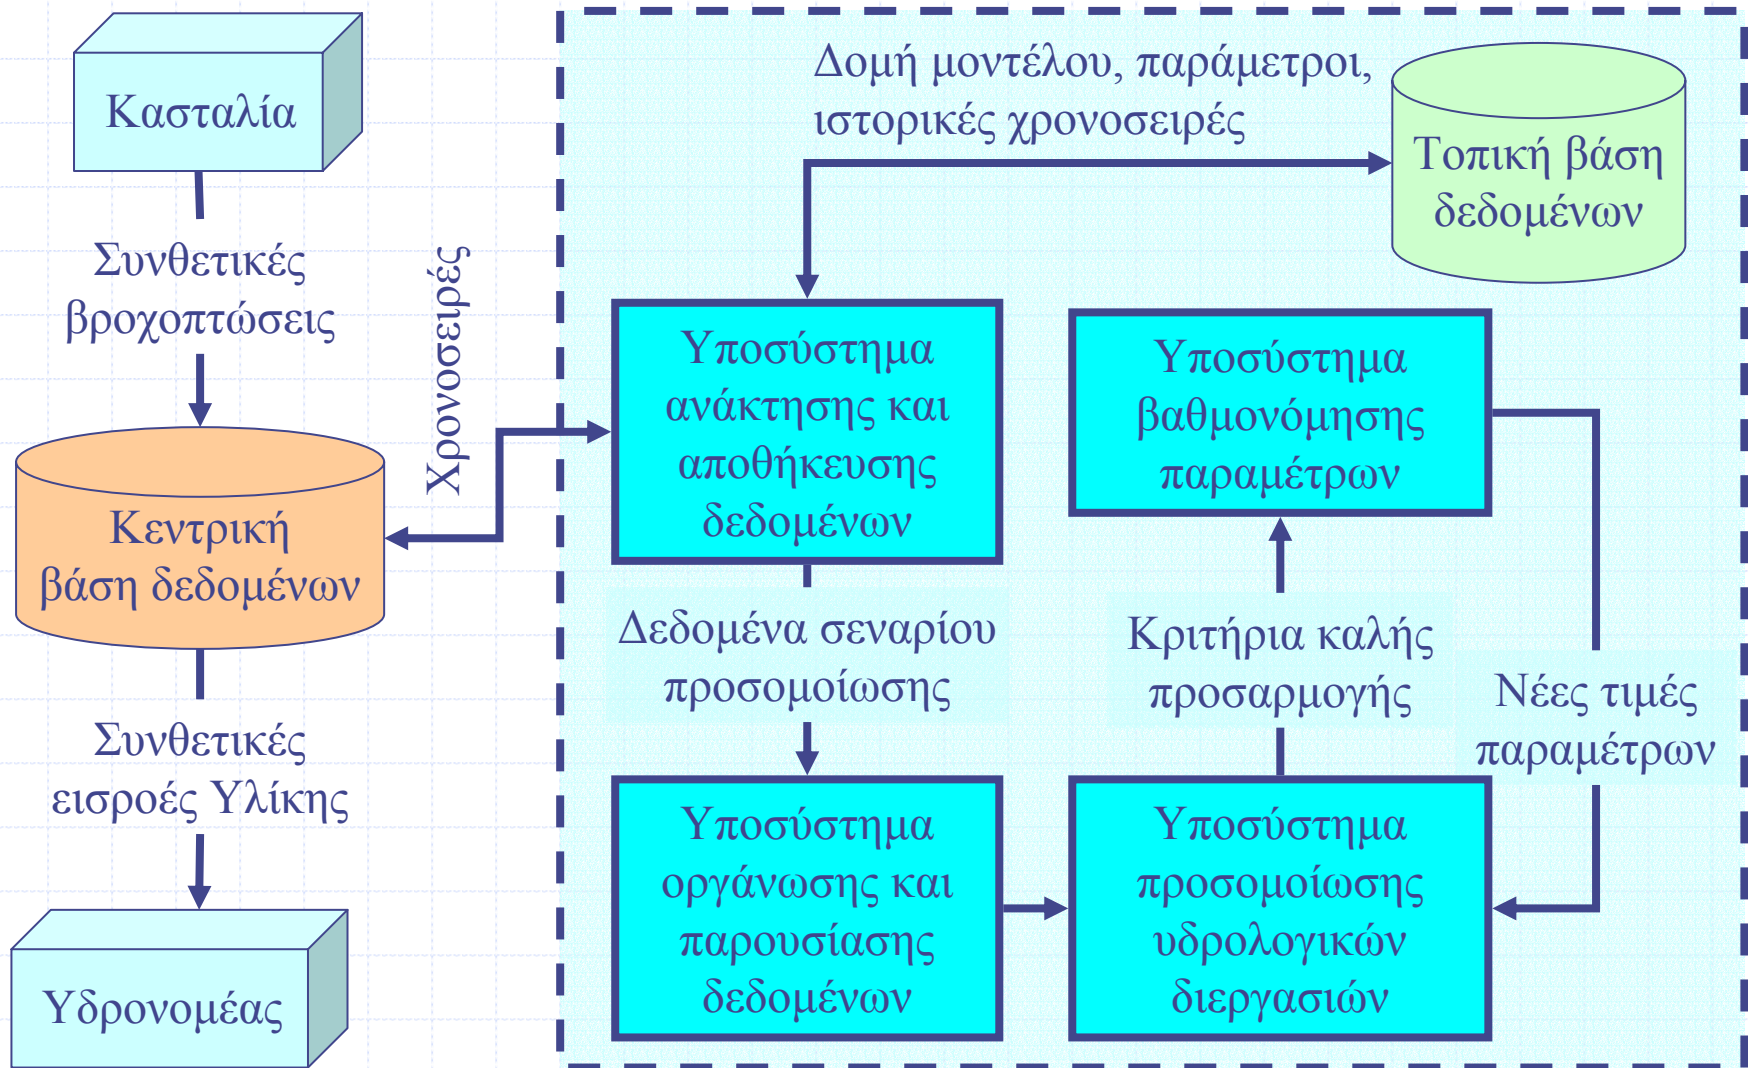 Κασταλία
Συνθετικές
βροχοπτώσεις
Κεντρική
βάση δεδομένων
Συνθετικές
εισροές Υλίκης
Υδρονομέας
Χρονοσειρές
Δομή μοντέλου, παράμετροι,
ιστορικές χρονοσειρές
Τοπική βάση
δεδομένων
Υποσύστημα
ανάκτησης και
αποθήκευσης
δεδομένων
Υποσύστημα
βαθμονόμησης
παραμέτρων
Δεδομένα σεναρίου
προσομοίωσης
Κριτήρια καλής
προσαρμογής
Νέες τιμές
παραμέτρων
Υποσύστημα
οργάνωσης και
παρουσίασης
δεδομένων
Υποσύστημα
προσομοίωσης
υδρολογικών
διεργασιών